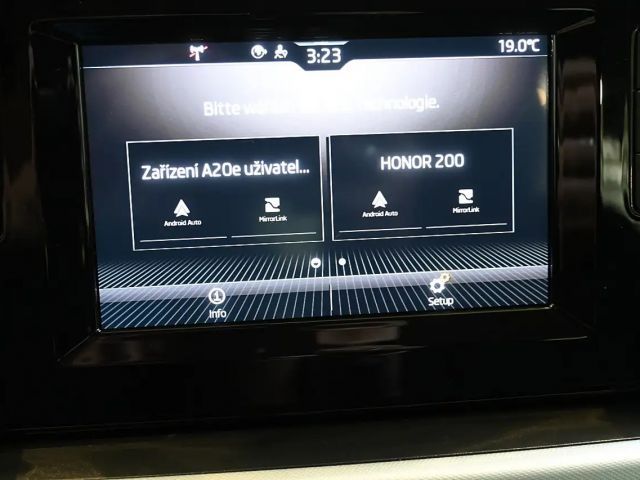 3:23
19.0°C
Bitte Technologie.
Zařízení A20e uživatel...
HONOR 200
Android Auto
MirrorLink
Android Auto
MirrorLink
Info
Setup